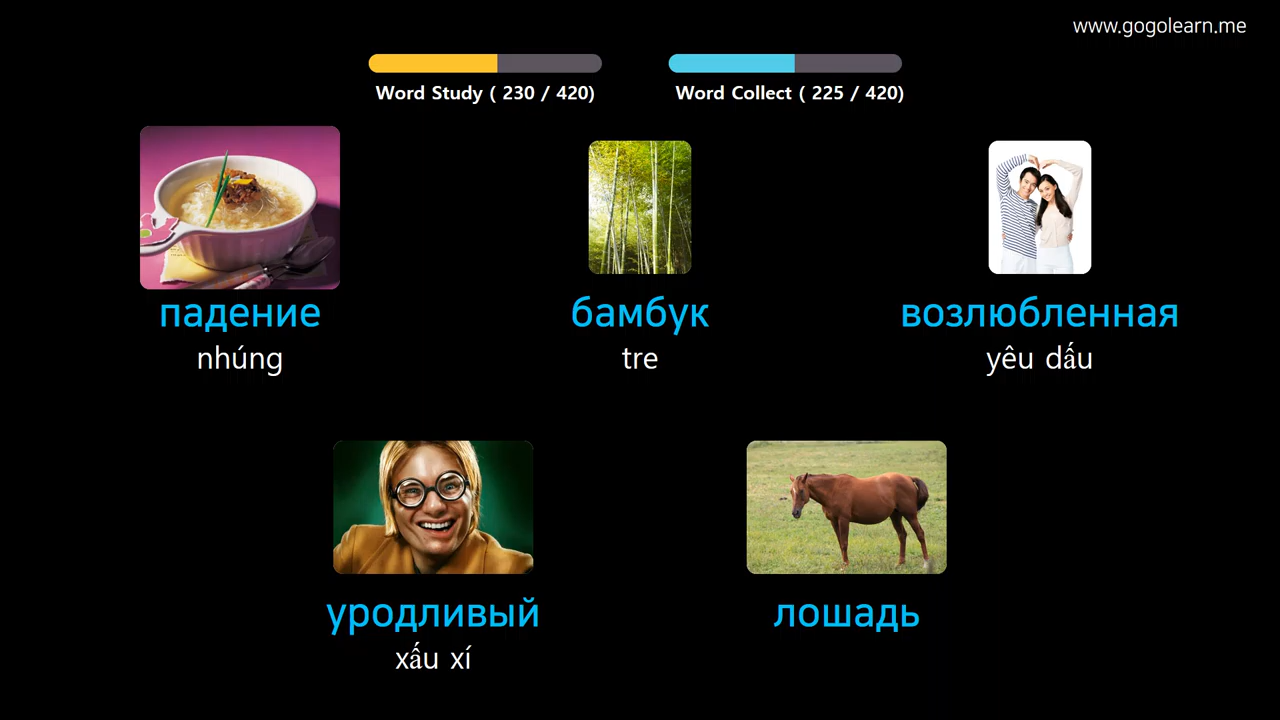 www.gogolearn.me
Word Study ( 230 / 420)
Word Collect ( 225 / 420)
падение
nhúng
бамбук
tre
возлюбленная
yêu dấu
уродливый
xấu xí
лошадь